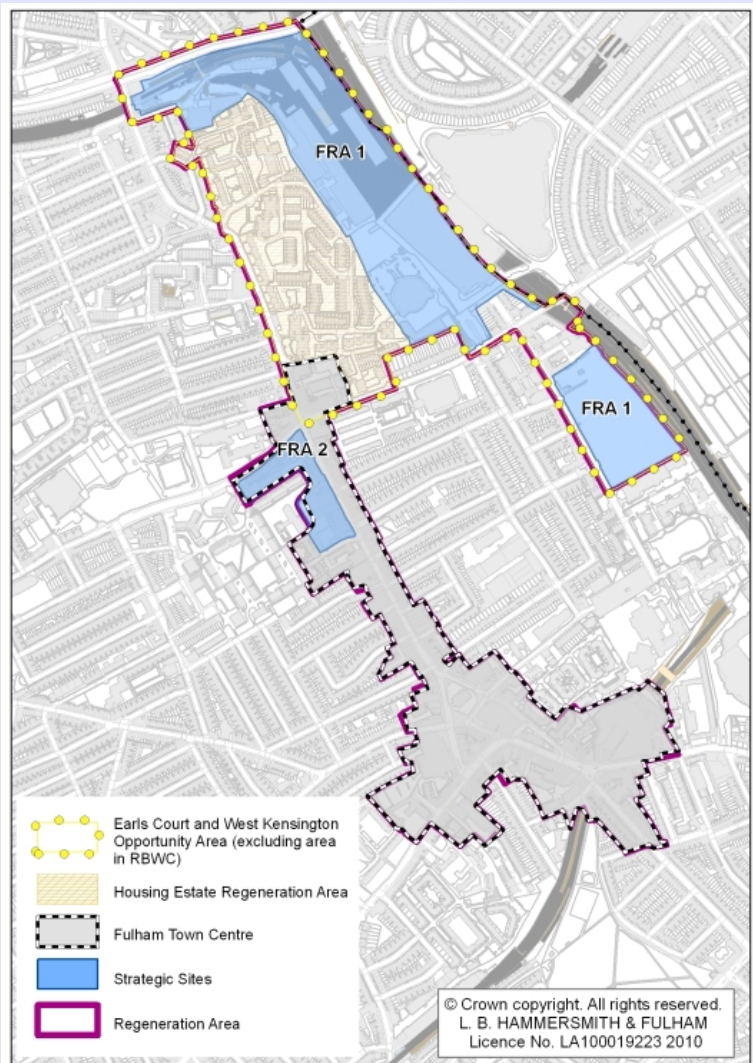 FRA 1
FRA 1
FRA 2
Earls Court and West Kensington
Opportunity Area (excluding area
in RBWC)
Housing Estate Regeneration Area
Fulham Town Centre
Strategic Sites
Regeneration Area
© Crown copyright. All rights reserved.
L. B. HAMMERSMITH & FULHAM
Licence No. LA100019223 2010